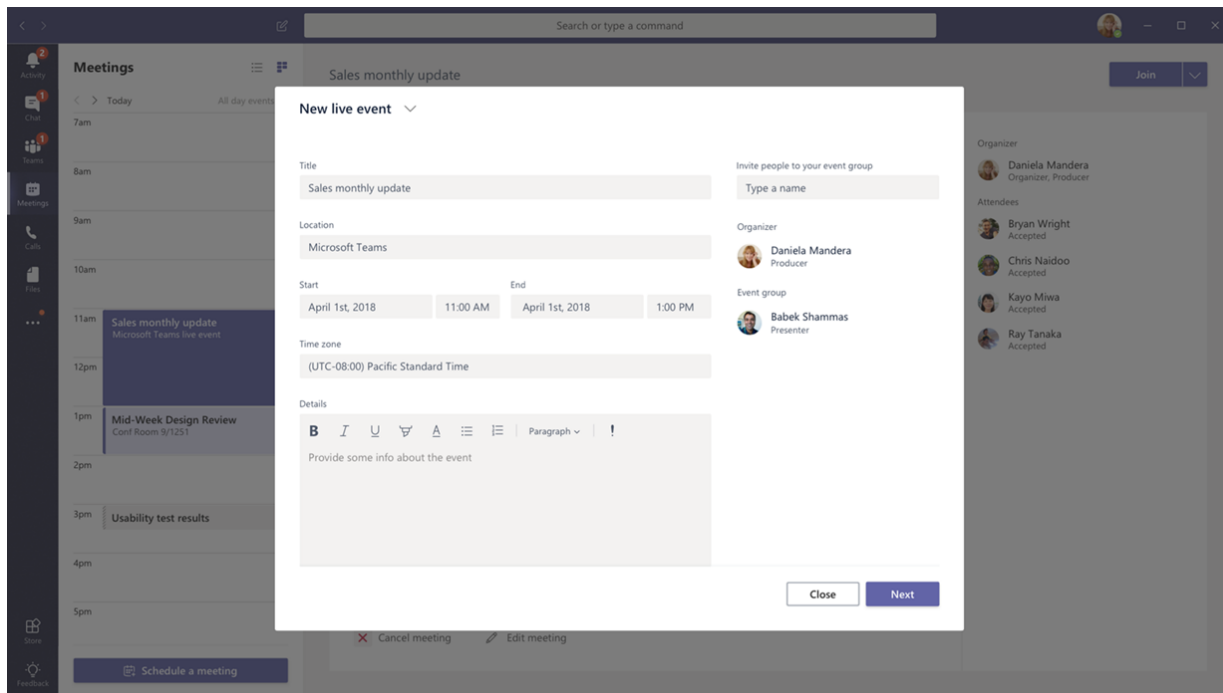 Search or type a command
2
Activity
1
Chat
1
Teams
Meetings
Calls
Files
Store
Feedback
Meetings
Today
All day events
7am
8am
9am
10am
11am
Sales monthly update
Microsoft Teams live event
12pm
1pm
Mid-Week Design Review
Conf Room 9/1251
2pm
3pm
Usability test results
4pm
5pm
Schedule a meeting
Sales monthly update
Join
New live event
Title
Sales monthly update
Location
Microsoft Teams
Start
End
April 1st, 2018
11:00 AM
April 1st, 2018
1:00 PM
Time zone
(UTC-08:00) Pacific Standard Time
Details
B I U A Paragraph !
Provide some info about the event
Invite people to your event group
Type a name
Organizer
Daniela Mandera
Producer
Event group
Babek Shammas
Presenter
Close
Next
Cancel meeting
Edit meeting
Organizer
Daniela Mandera
Organizer, Producer
Attendees
Bryan Wright
Accepted
Chris Naidoo
Accepted
Kayo Miwa
Accepted
Ray Tanaka
Accepted